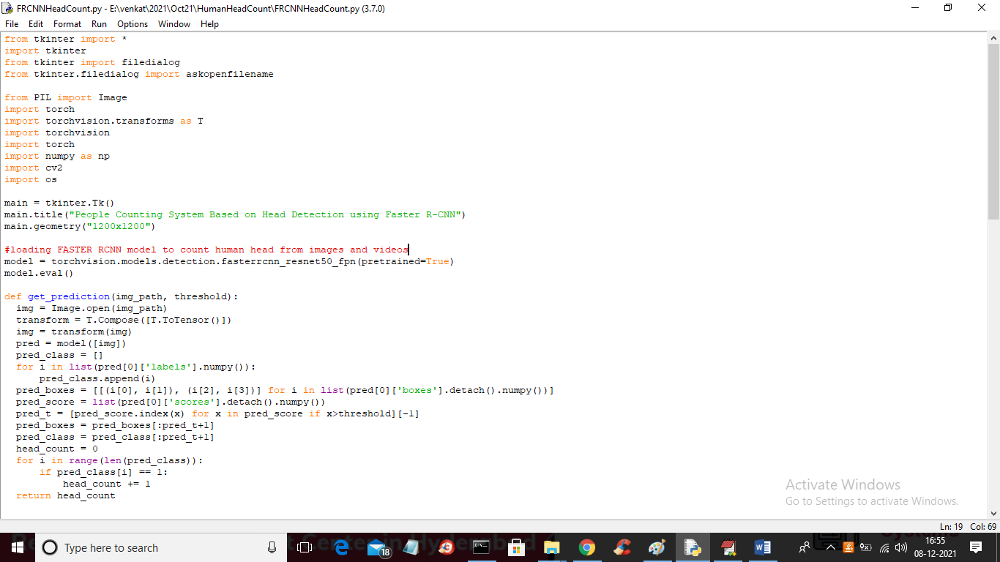 FRCNNHeadCount.py - E:\venkat\2021\Oct21\HumanHeadCount\FRCNNHeadCount.py (3.7.0)
File Edit Format Run Options Window Help
from tkinter import *
import tkinter
from tkinter import filedialog
from tkinter.filedialog import askopenfilename

from PIL import Image
import torch
import torchvision.transforms as T
import torchvision
import torch
import numpy as np
import cv2
import os

main = tkinter.Tk()
main.title("People Counting System Based on Head Detection using Faster R-CNN")
main.geometry("1200x1200")

#loading FASTER RCNN model to count human head from images and videos
model = torchvision.models.detection.fasterrcnn_resnet50_fpn(pretrained=True)
model.eval()

def get_prediction(img_path, threshold):
  img = Image.open(img_path)
  transform = T.Compose([T.ToTensor()])
  img = transform(img)
  pred = model([img])
  pred_class = []
  for i in list(pred[0]['labels'].numpy()):
      pred_class.append(i)
  pred_boxes = [[(i[0], i[1]), (i[2], i[3])] for i in list(pred[0]['boxes'].detach().numpy())]
  pred_score = list(pred[0]['scores'].detach().numpy())
  pred_t = [pred_score.index(x) for x in pred_score if x>threshold][-1]
  pred_boxes = pred_boxes[:pred_t+1]
  pred_class = pred_class[:pred_t+1]
  head_count = 0
  for i in range(len(pred_class)):
      if pred_class[i] == 1:
          head_count += 1
  return head_count
Activate Windows
Go to Settings to activate Windows.
Ln: 19 Col: 69
Type here to search
18
16:55
08-12-2021